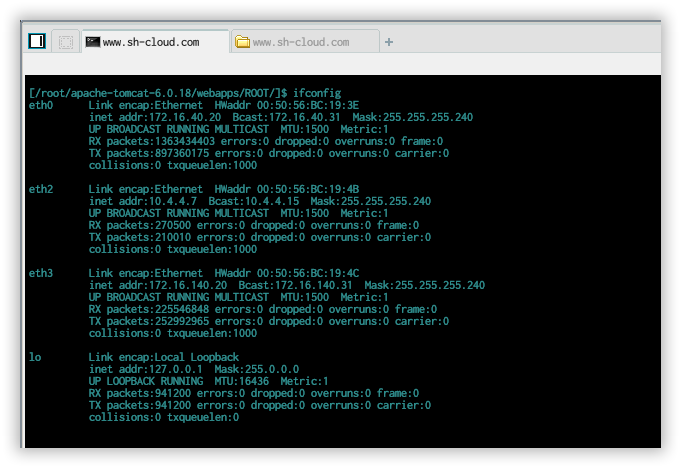 www.sh-cloud.com
www.sh-cloud.com
+
[/root/apache-tomcat-6.0.18/webapps/ROOT/]$ ifconfig
eth0      Link encap:Ethernet  HWaddr 00:50:56:BC:19:3E
          inet addr:172.16.40.20  Bcast:172.16.40.31  Mask:255.255.255.240
          UP BROADCAST RUNNING MULTICAST  MTU:1500  Metric:1
          RX packets:1363434403 errors:0 dropped:0 overruns:0 frame:0
          TX packets:897360175 errors:0 dropped:0 overruns:0 carrier:0
          collisions:0 txqueuelen:1000
eth2      Link encap:Ethernet  HWaddr 00:50:56:BC:19:4B
          inet addr:10.4.4.7  Bcast:10.4.4.15  Mask:255.255.255.240
          UP BROADCAST RUNNING MULTICAST  MTU:1500  Metric:1
          RX packets:270500 errors:0 dropped:0 overruns:0 frame:0
          TX packets:210010 errors:0 dropped:0 overruns:0 carrier:0
          collisions:0 txqueuelen:1000
eth3      Link encap:Ethernet  HWaddr 00:50:56:BC:19:4C
          inet addr:172.16.140.20  Bcast:172.16.140.31  Mask:255.255.255.240
          UP BROADCAST RUNNING MULTICAST  MTU:1500  Metric:1
          RX packets:225546848 errors:0 dropped:0 overruns:0 frame:0
          TX packets:252992965 errors:0 dropped:0 overruns:0 carrier:0
          collisions:0 txqueuelen:1000
lo        Link encap:Local Loopback
          inet addr:127.0.0.1  Mask:255.0.0.0
          UP LOOPBACK RUNNING  MTU:16436  Metric:1
          RX packets:941200 errors:0 dropped:0 overruns:0 frame:0
          TX packets:941200 errors:0 dropped:0 overruns:0 carrier:0
          collisions:0 txqueuelen:0